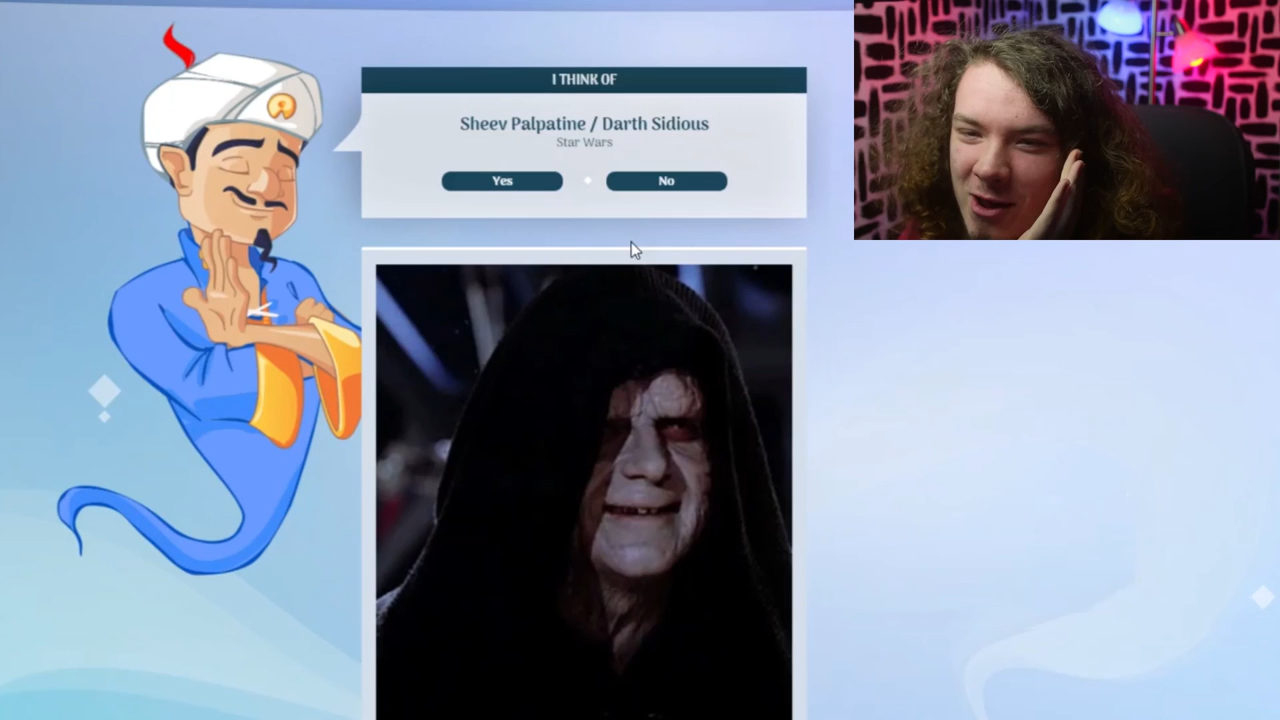 I THINK OF
Sheev Palpatine / Darth Sidious
Star Wars
Yes
No